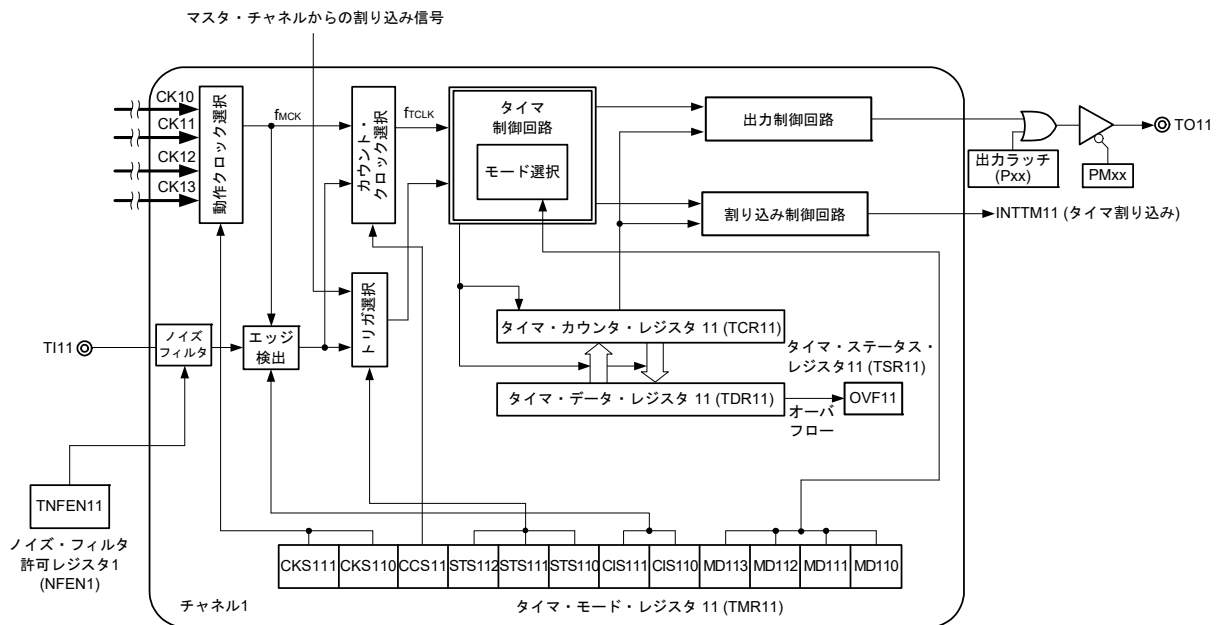 マスタ・チャネルからの割り込み信号
CK10
CK11
CK12
CK13
動作クロック選択
fMCK
カウント・
クロック選択
fTCLK
タイマ
制御回路
モード選択
出力制御回路
出力ラッチ
(Pxx)
PMxx
TO11
割り込み制御回路
INTTM11 (タイマ割り込み)
トリガ選択
TI11
ノイズ
フィルタ
エッジ
検出
タイマ・カウンタ・レジスタ 11 (TCR11)
タイマ・ステータス・
レジスタ11 (TSR11)
タイマ・データ・レジスタ 11 (TDR11)
OVF11
オーバ
フロー
TNFEN11
ノイズ・フィルタ
許可レジスタ1
(NFEN1)
CKS111 CKS110 CCS11 STS112 STS111 STS110 CIS111 CIS110 MD113 MD112 MD111 MD110
チャネル1
タイマ・モード・レジスタ 11 (TMR11)